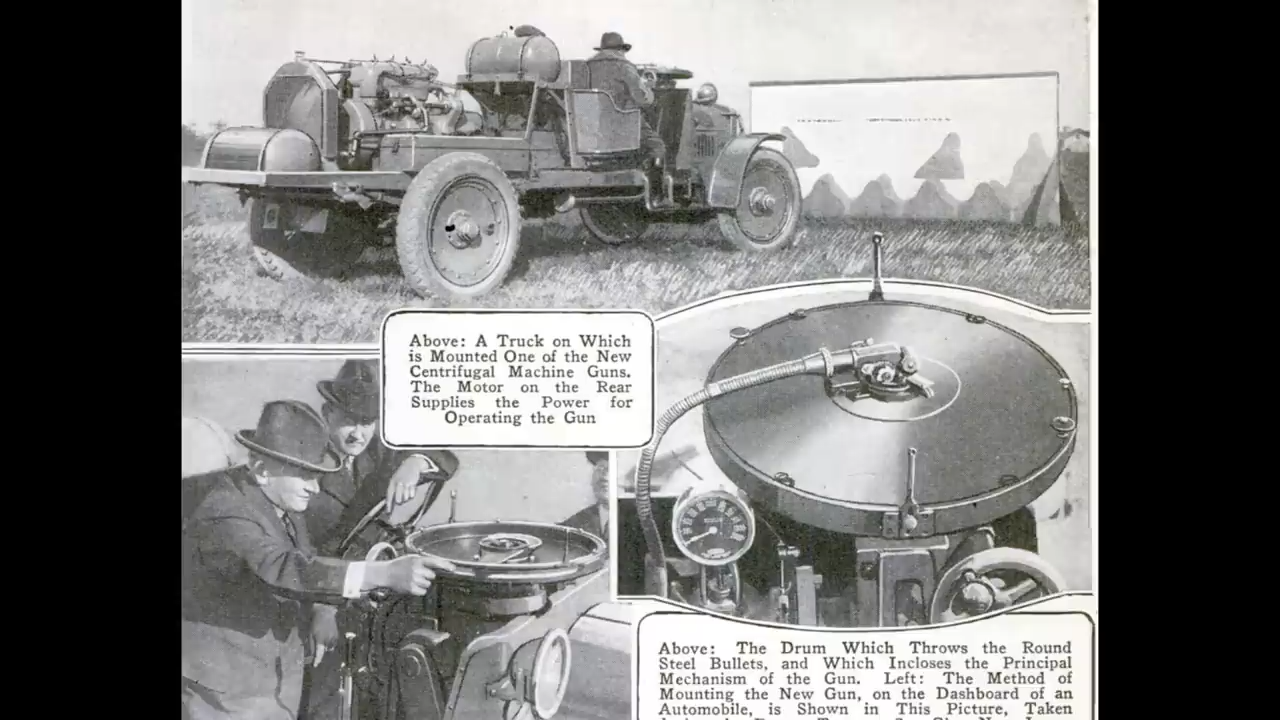 Above: A Truck on Which
is Mounted One of the New
Centrifugal Machine Guns.
The Motor on the Rear
Supplies the Power for
Operating the Gun
Above: The Drum Which Throws the Round
Steel Bullets, and Which Incloses the Principal
Mechanism of the Gun. Left: The Method of
Mounting the New Gun, on the Dashboard of an
Automobile, is Shown in This Picture, Taken